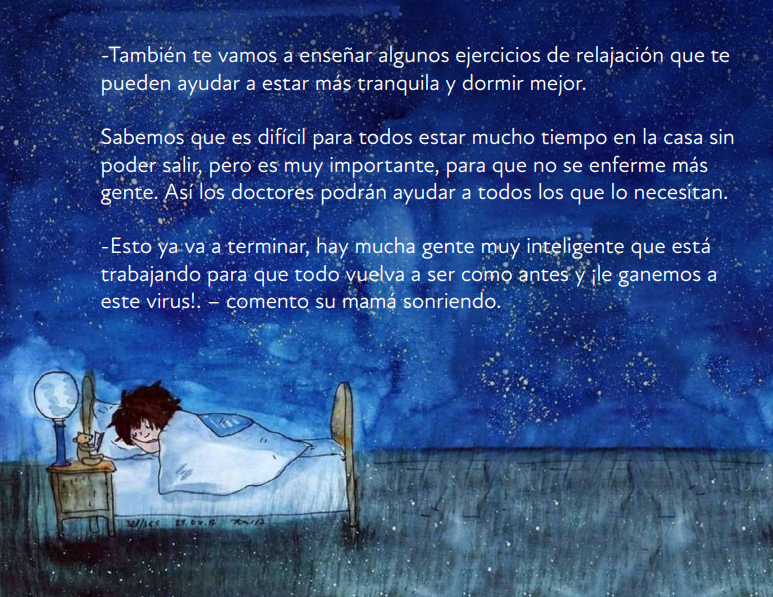 -También te vamos a enseñar algunos ejercicios de relajación que te
pueden ayudar a estar más tranquila y dormir mejor.
Sabemos que es difícil para todos estar mucho tiempo en la casa sin
poder salir, pero es muy importante, para que no se enferme más
gente. Así los doctores podrán ayudar a todos los que lo necesitan.
-Esto ya va a terminar, hay mucha gente muy inteligente que está
trabajando para que todo vuelva a ser como antes y ¡le ganemos a
este virus!. – comento su mamá sonriendo.